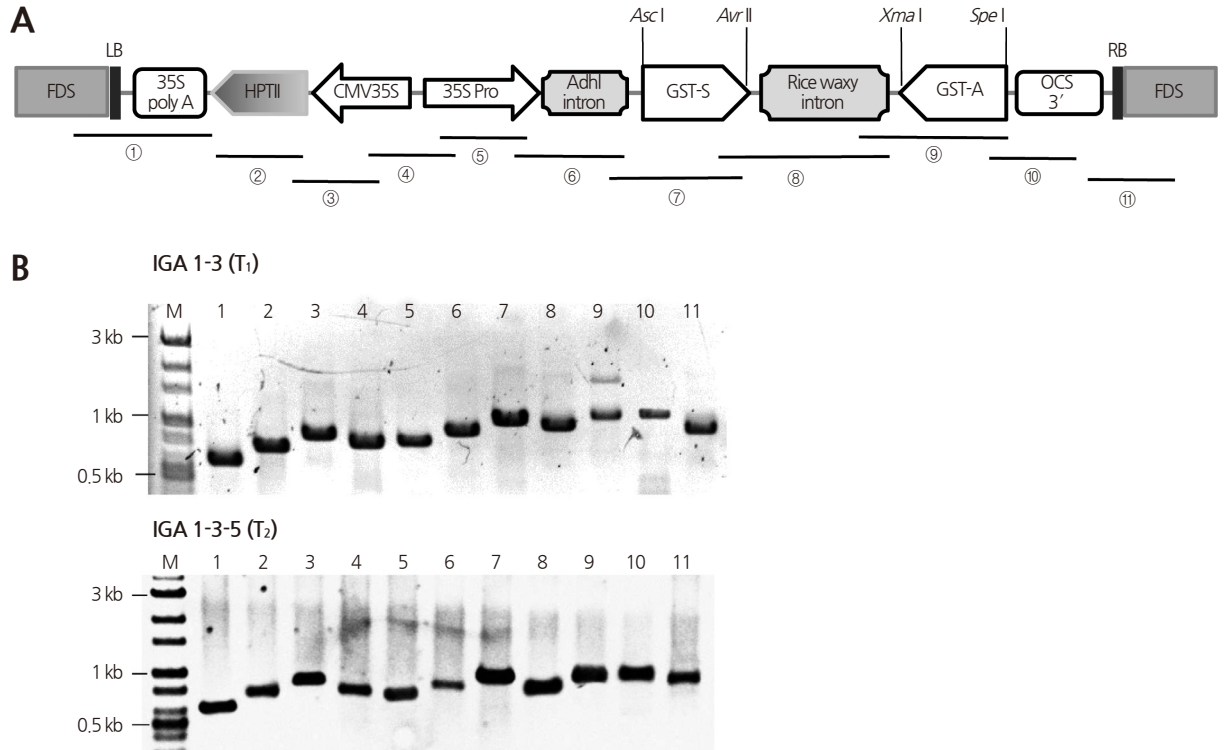 A
Asc I Avr II Xma I Spe I
LB RB
FDS 35S poly A HPTII CMV35S 35S Pro AdhI intron GST-S Rice waxy intron GST-A OCS 3′ FDS
① ② ③ ④ ⑤ ⑥ ⑦ ⑧ ⑨ ⑩ ⑪
B
IGA 1-3 (T₁)
M 1 2 3 4 5 6 7 8 9 10 11
3 kb
1 kb
0.5 kb
IGA 1-3-5 (T₂)
M 1 2 3 4 5 6 7 8 9 10 11
3 kb
1 kb
0.5 kb